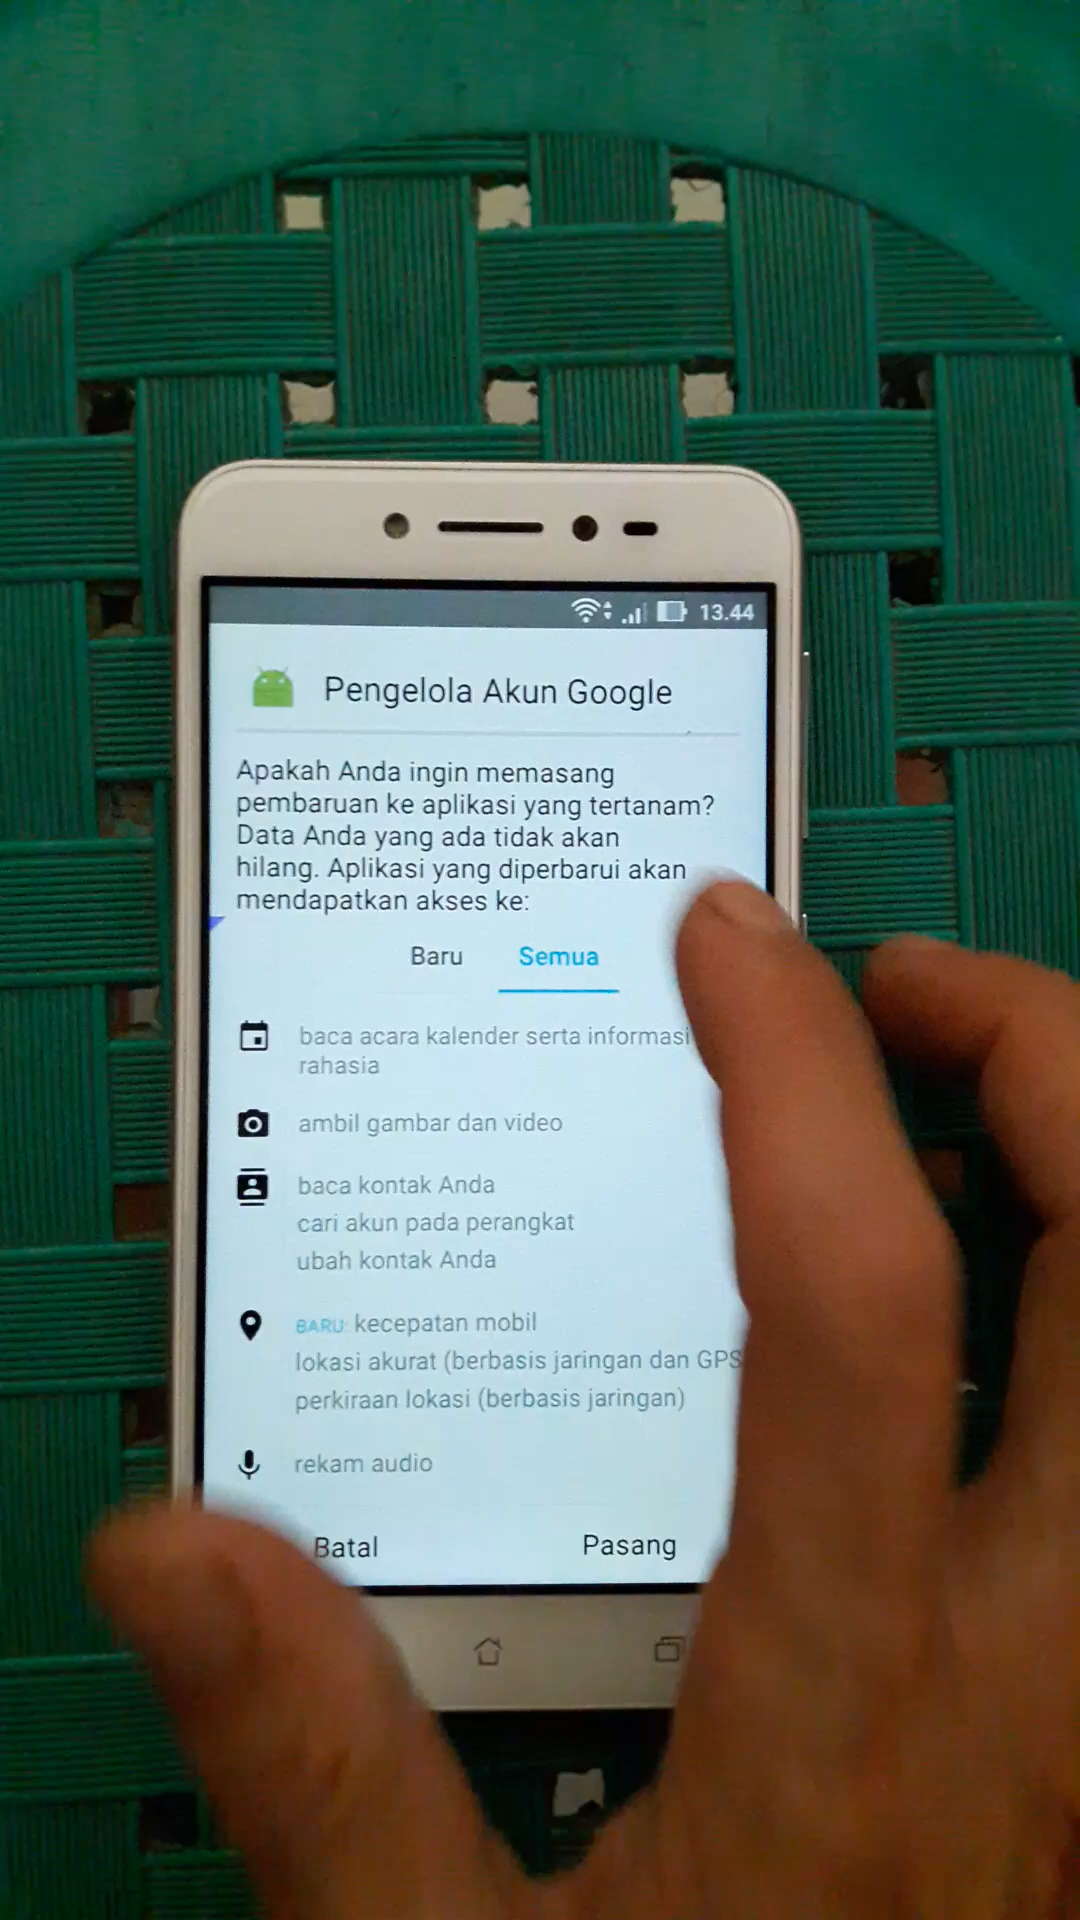 13.44
Pengelola Akun Google
Apakah Anda ingin memasang
pembaruan ke aplikasi yang tertanam?
Data Anda yang ada tidak akan
hilang. Aplikasi yang diperbarui akan
mendapatkan akses ke:
Baru Semua
baca acara kalender serta informasi
rahasia
ambil gambar dan video
baca kontak Anda
cari akun pada perangkat
ubah kontak Anda
BARU: kecepatan mobil
lokasi akurat (berbasis jaringan dan GPS
perkiraan lokasi (berbasis jaringan)
rekam audio
Batal Pasang